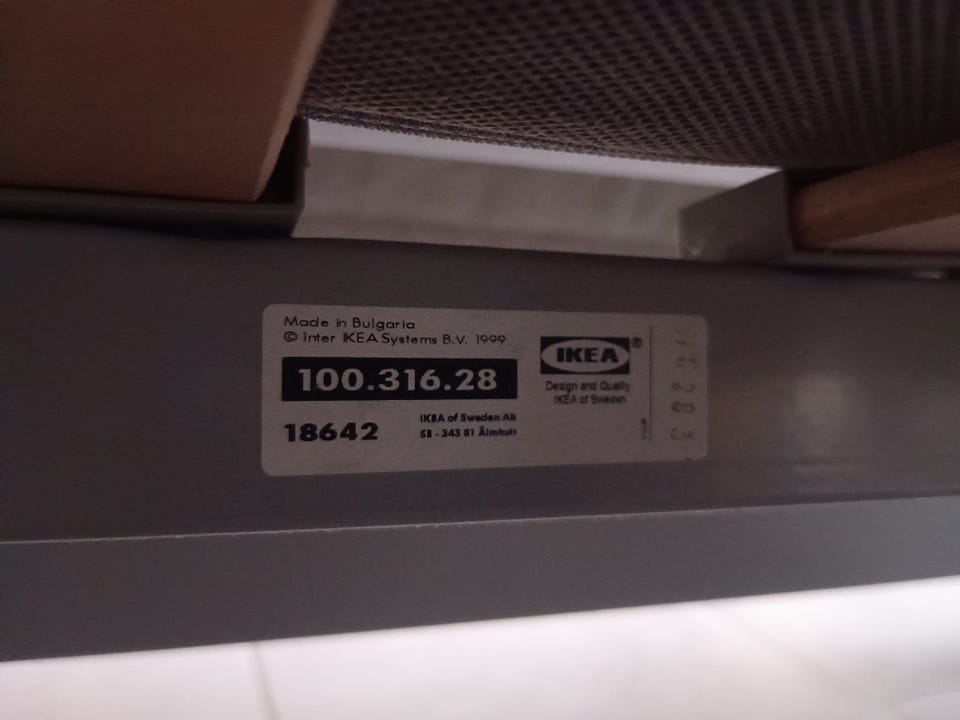 Made in Bulgaria
© Inter IKEA Systems B.V. 1999
100.316.28
18642
IKEA of Sweden AB
SE - 343 81 Älmhult
IKEA®
Design and Quality
IKEA of Sweden